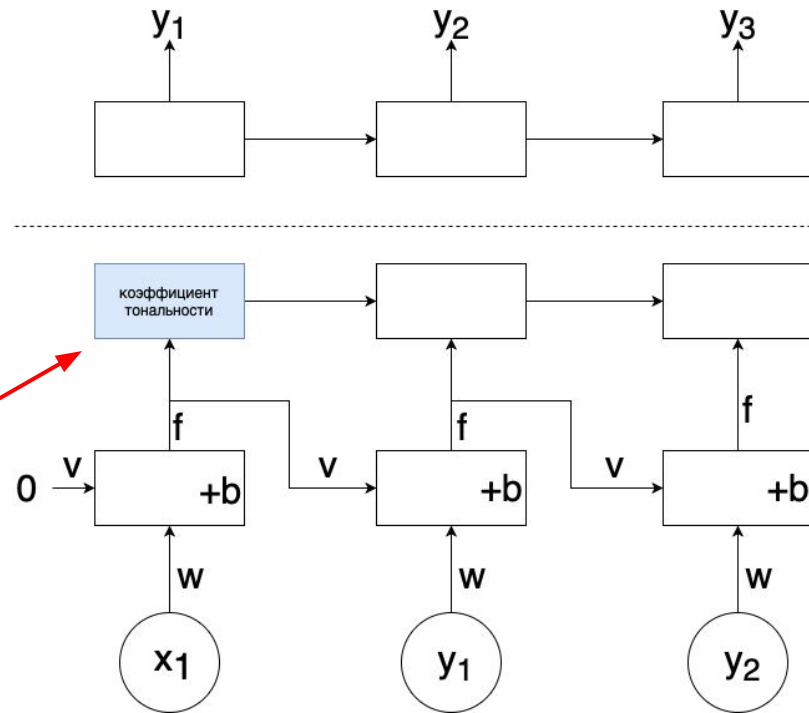 y₁ y₂ y₃
коэффициент
тональности
f f f
0 v +b v +b v +b
w w w
x₁ y₁ y₂